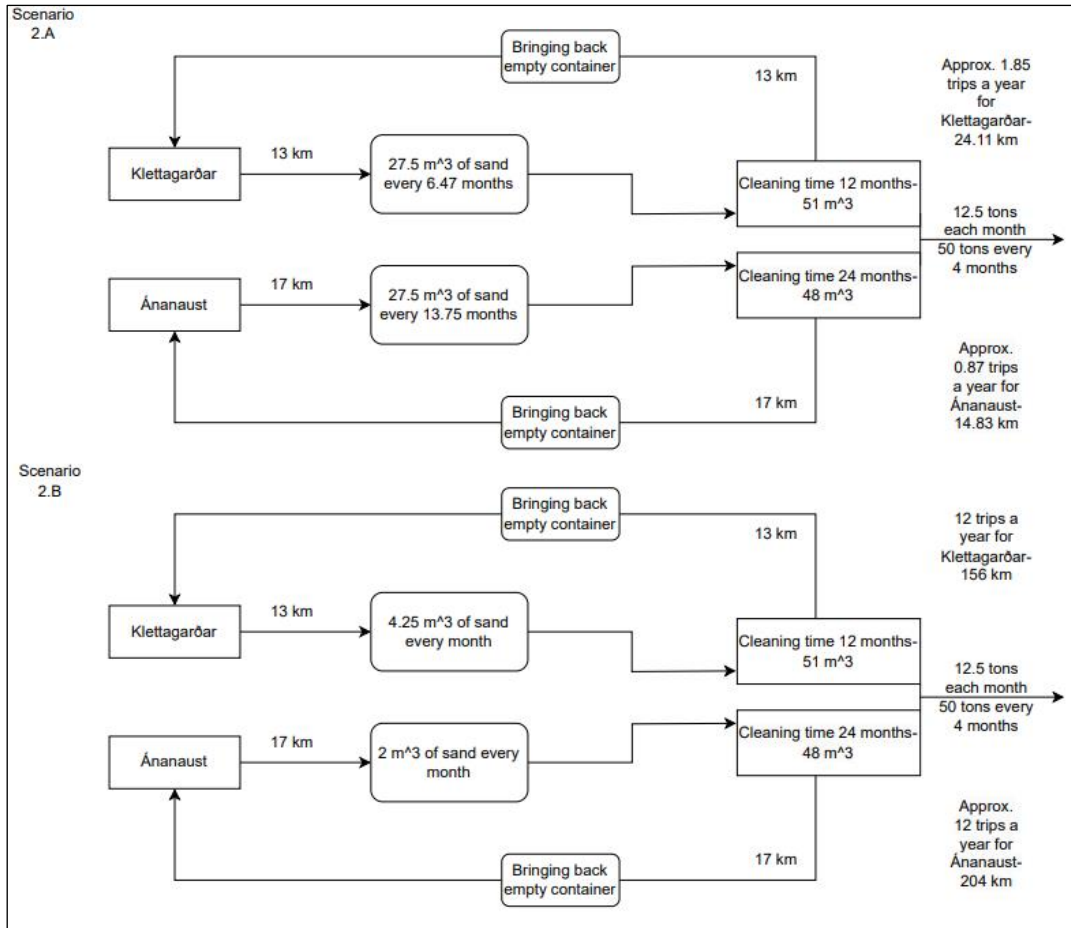 Scenario
2.A
Bringing back
empty container
13 km
Approx. 1.85
trips a year
for
Klettagarðar-
24.11 km
Klettagarðar
13 km
27.5 m^3 of sand
every 6.47 months
Cleaning time 12 months-
51 m^3
12.5 tons
each month
50 tons every
4 months
Ánanaust
17 km
27.5 m^3 of sand
every 13.75 months
Cleaning time 24 months-
48 m^3
Approx.
0.87 trips
a year for
Ánanaust-
14.83 km
Bringing back
empty container
17 km
Scenario
2.B
Bringing back
empty container
13 km
12 trips a
year for
Klettagarðar-
156 km
Klettagarðar
13 km
4.25 m^3 of sand
every month
Cleaning time 12 months-
51 m^3
12.5 tons
each month
50 tons every
4 months
Ánanaust
17 km
2 m^3 of sand every
month
Cleaning time 24 months-
48 m^3
Approx.
12 trips a
year for
Ánanaust-
204 km
Bringing back
empty container
17 km